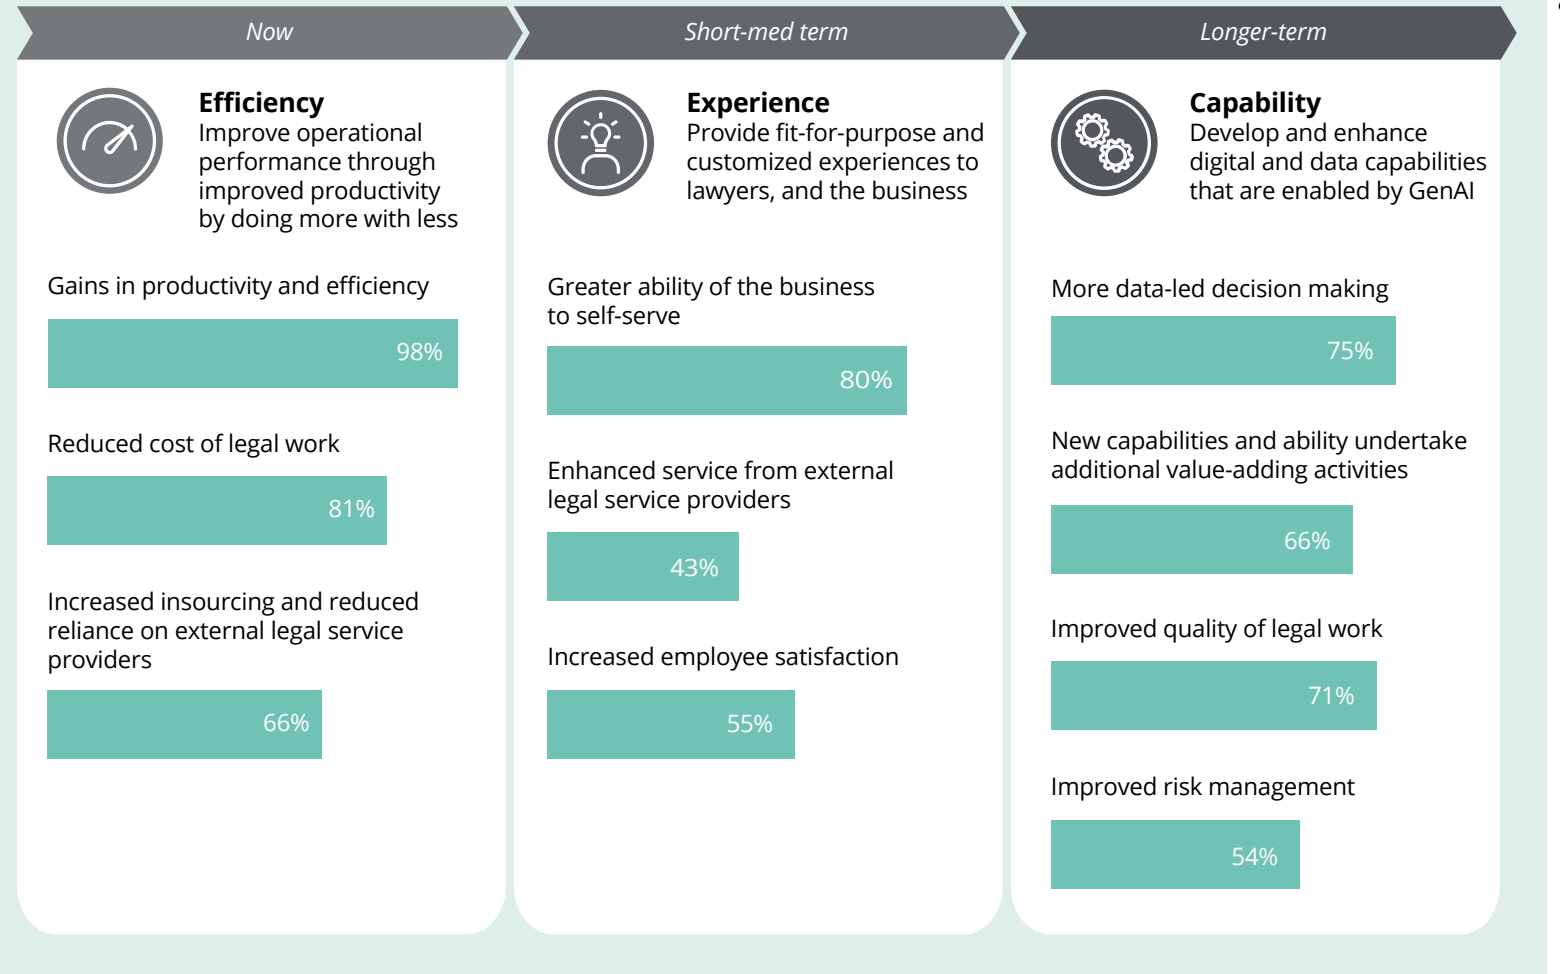 Now
Short-med term
Longer-term
Efficiency
Improve operational
performance through
improved productivity
by doing more with less
Gains in productivity and efficiency
98%
Reduced cost of legal work
81%
Increased insourcing and reduced
reliance on external legal service
providers
66%
Experience
Provide fit-for-purpose and
customized experiences to
lawyers, and the business
Greater ability of the business
to self-serve
80%
Enhanced service from external
legal service providers
43%
Increased employee satisfaction
55%
Capability
Develop and enhance
digital and data capabilities
that are enabled by GenAI
More data-led decision making
75%
New capabilities and ability undertake
additional value-adding activities
66%
Improved quality of legal work
71%
Improved risk management
54%